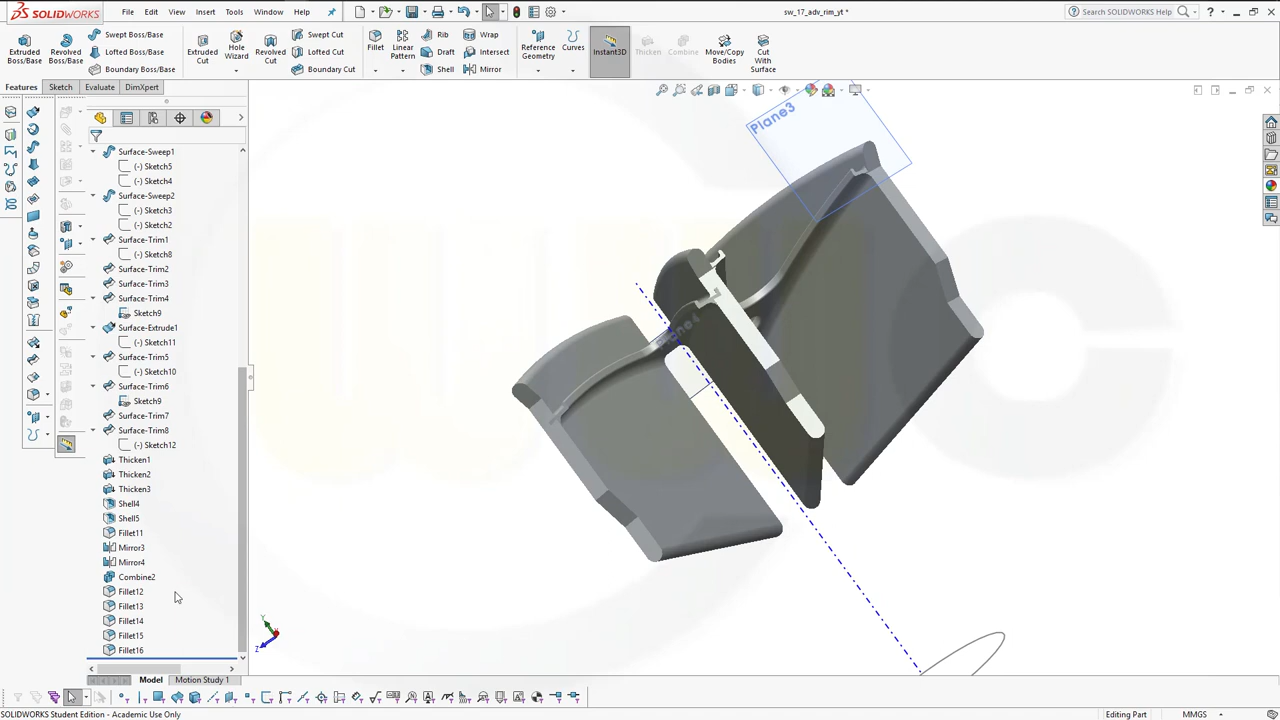 SOLIDWORKS File Edit View Insert Tools Window Help sw_17_adv_rim_yt * Search SOLIDWORKS Help
Extruded Boss/Base
Revolved Boss/Base
Swept Boss/Base
Lofted Boss/Base
Boundary Boss/Base
Extruded Cut
Hole Wizard
Revolved Cut
Swept Cut
Lofted Cut
Boundary Cut
Fillet
Linear Pattern
Rib
Draft
Shell
Wrap
Intersect
Mirror
Reference Geometry
Curves
Instant3D
Thicken
Combine
Move/Copy Bodies
Cut With Surface
Features Sketch Evaluate DimXpert
Surface-Sweep1
(-) Sketch5
(-) Sketch4
Surface-Sweep2
(-) Sketch3
(-) Sketch2
Surface-Trim1
(-) Sketch8
Surface-Trim2
Surface-Trim3
Surface-Trim4
Sketch9
Surface-Extrude1
(-) Sketch11
Surface-Trim5
(-) Sketch10
Surface-Trim6
Sketch9
Surface-Trim7
Surface-Trim8
(-) Sketch12
Thicken1
Thicken2
Thicken3
Shell4
Shell5
Fillet11
Mirror3
Mirror4
Combine2
Fillet12
Fillet13
Fillet14
Fillet15
Fillet16
Plane3
Plane4
Y
Z
Model Motion Study 1
SOLIDWORKS Student Edition - Academic Use Only Editing Part MMGS